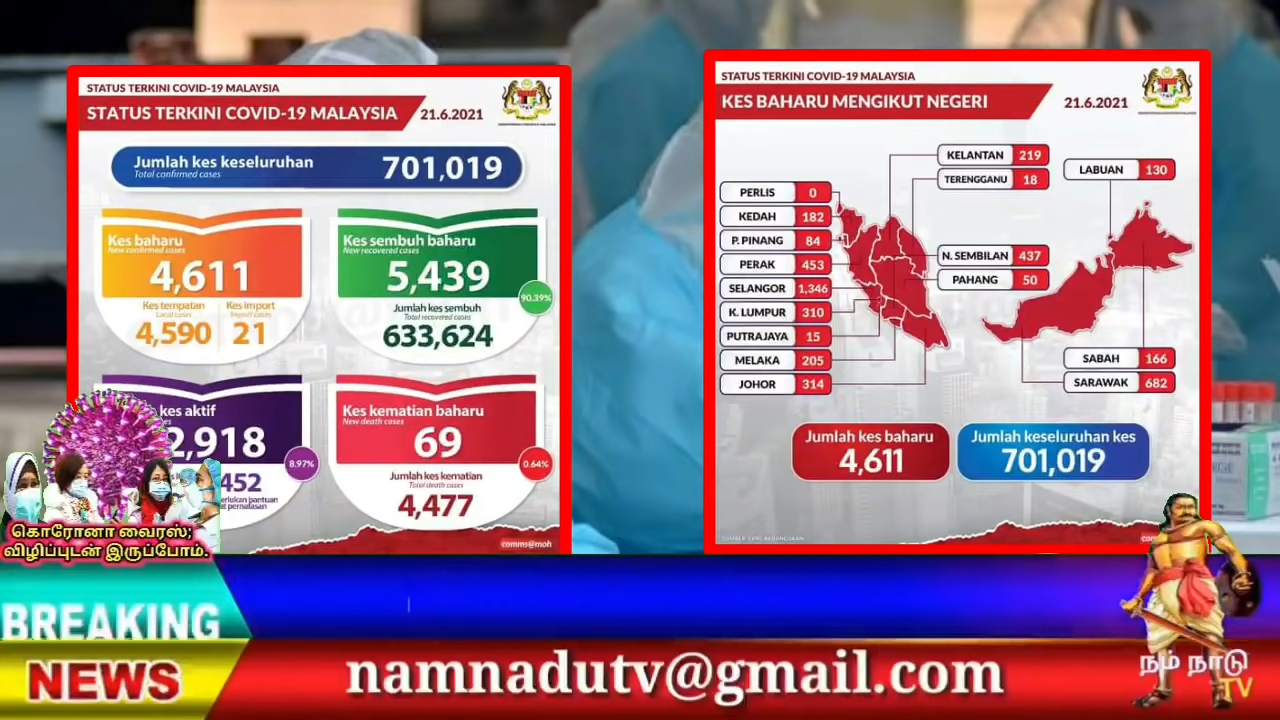 STATUS TERKINI COVID-19 MALAYSIA
STATUS TERKINI COVID-19 MALAYSIA
21.6.2021
Jumlah kes keseluruhan
Total confirmed cases
701,019
Kes baharu
New confirmed cases
4,611
Kes tempatan
Local cases
4,590
Kes import
Import cases
21
Kes sembuh baharu
New recovered cases
5,439
90.39%
Jumlah kes sembuh
Total recovered cases
633,624
kes aktif
2,918
8.97%
452
Kes kematian baharu
New death cases
69
0.64%
Jumlah kes kematian
Total death cases
4,477
comms@moh
STATUS TERKINI COVID-19 MALAYSIA
KES BAHARU MENGIKUT NEGERI
21.6.2021
KELANTAN 219
TERENGGANU 18
LABUAN 130
PERLIS 0
KEDAH 182
P. PINANG 84
PERAK 453
SELANGOR 1,346
K. LUMPUR 310
PUTRAJAYA 15
MELAKA 205
JOHOR 314
N. SEMBILAN 437
PAHANG 50
SABAH 166
SARAWAK 682
Jumlah kes baharu
4,611
Jumlah keseluruhan kes
701,019
கொரோனா வைரஸ்;
விழிப்புடன் இருப்போம்.
BREAKING
NEWS
namnadutv@gmail.com
நம் நாடு
TV